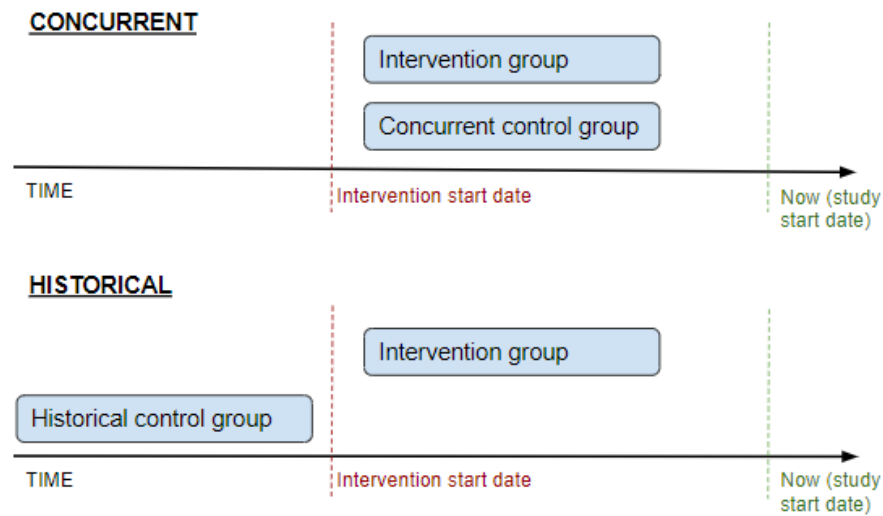 CONCURRENT
Intervention group
Concurrent control group
TIME
Intervention start date
Now (study
start date)
HISTORICAL
Intervention group
Historical control group
TIME
Intervention start date
Now (study
start date)